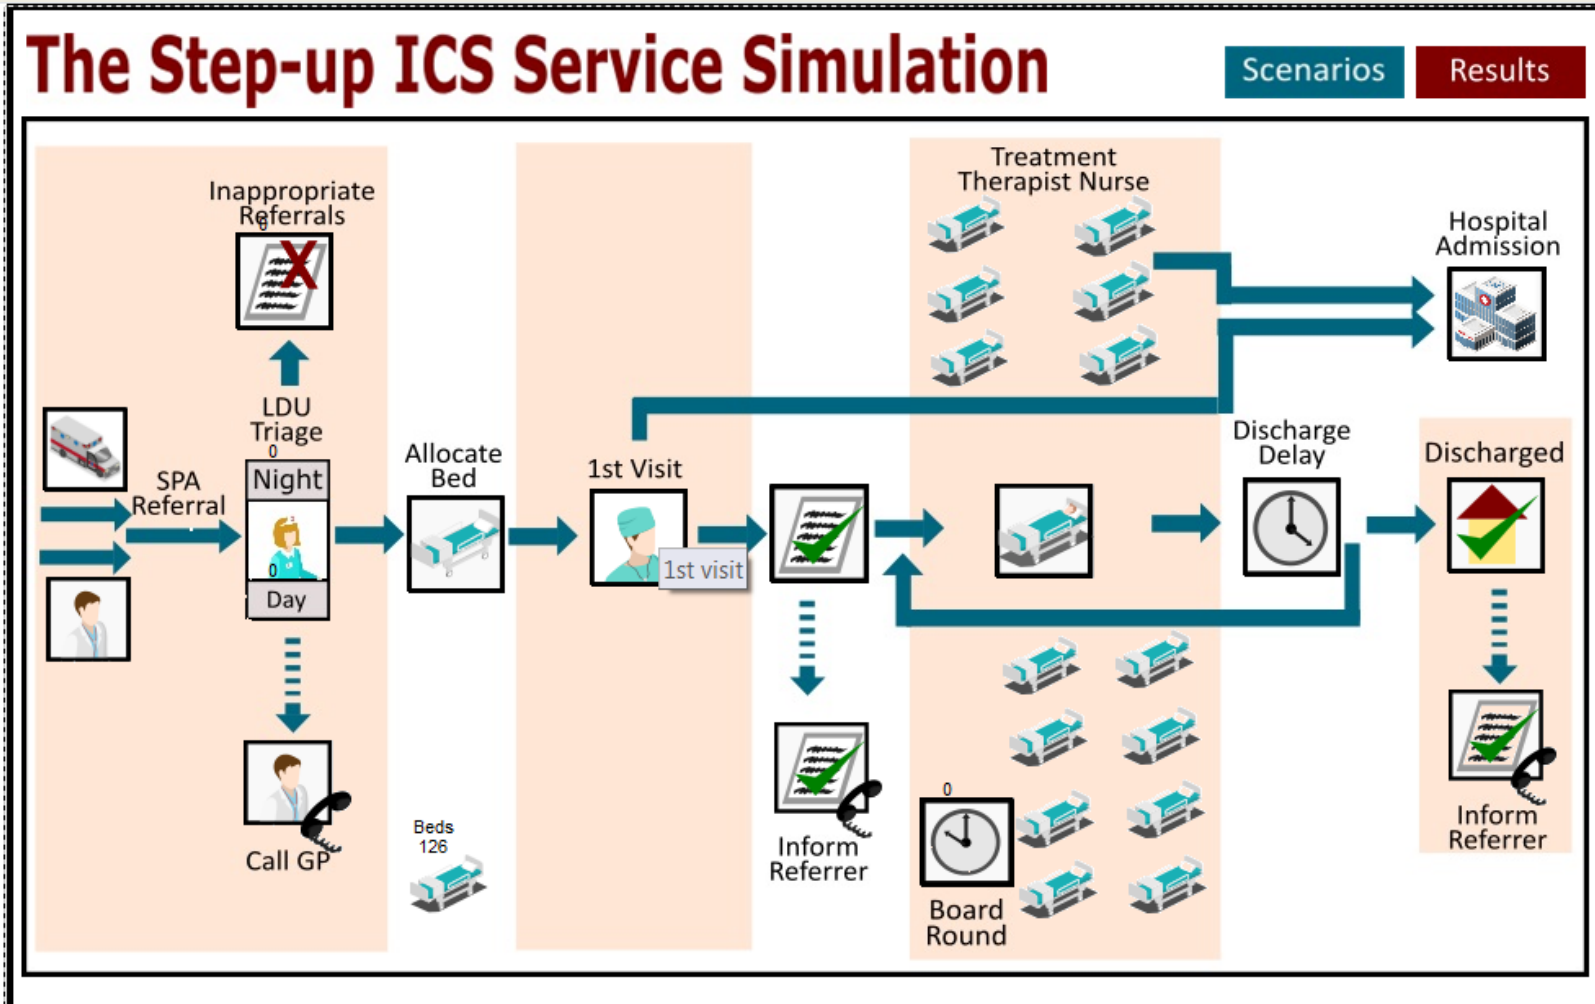 The Step-up ICS Service Simulation
Scenarios
Results
Inappropriate
Referrals
0
X
LDU
Triage
0
Night
0
Day
SPA
Referral
Call GP
Allocate
Bed
Beds
126
1st Visit
1st visit
Inform
Referrer
Treatment
Therapist Nurse
0
Board
Round
Discharge
Delay
Hospital
Admission
Discharged
Inform
Referrer